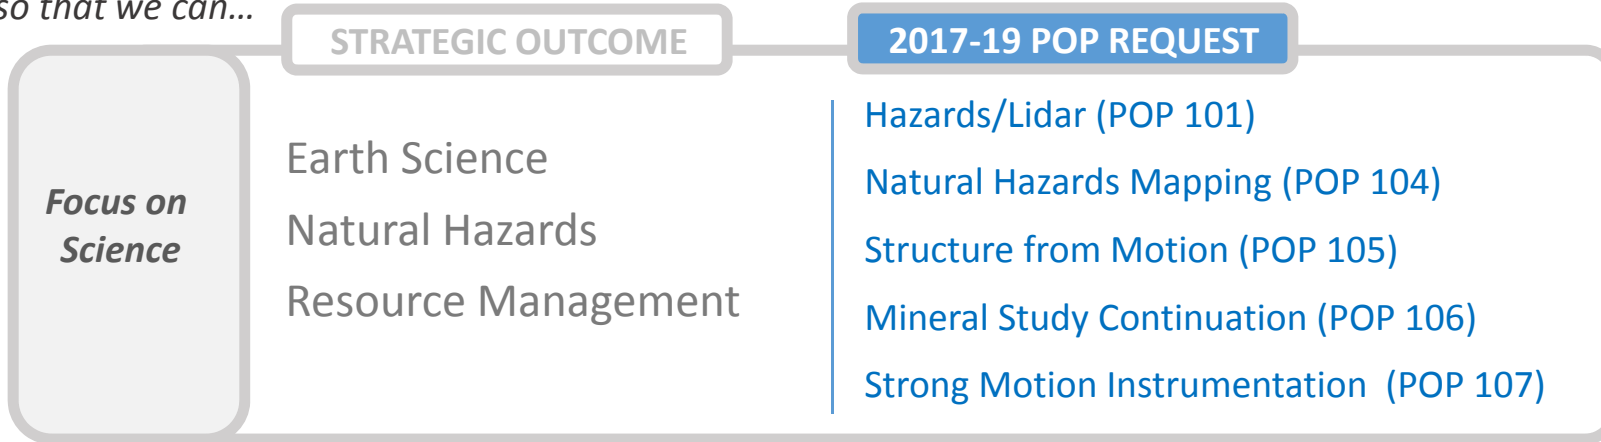 so that we can…
STRATEGIC OUTCOME
2017-19 POP REQUEST
Focus on
Science
Earth Science
Natural Hazards
Resource Management
Hazards/Lidar (POP 101)
Natural Hazards Mapping (POP 104)
Structure from Motion (POP 105)
Mineral Study Continuation (POP 106)
Strong Motion Instrumentation  (POP 107)